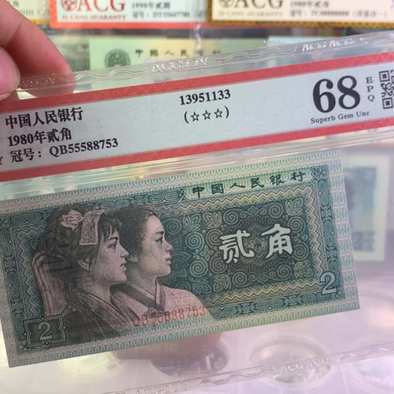 ACG
中国人民银行
1980年贰角
冠号：QB55588753
13951133
(☆☆☆)
68
EPQ
Superb Gem Unc
中国人民银行
贰角
2
2